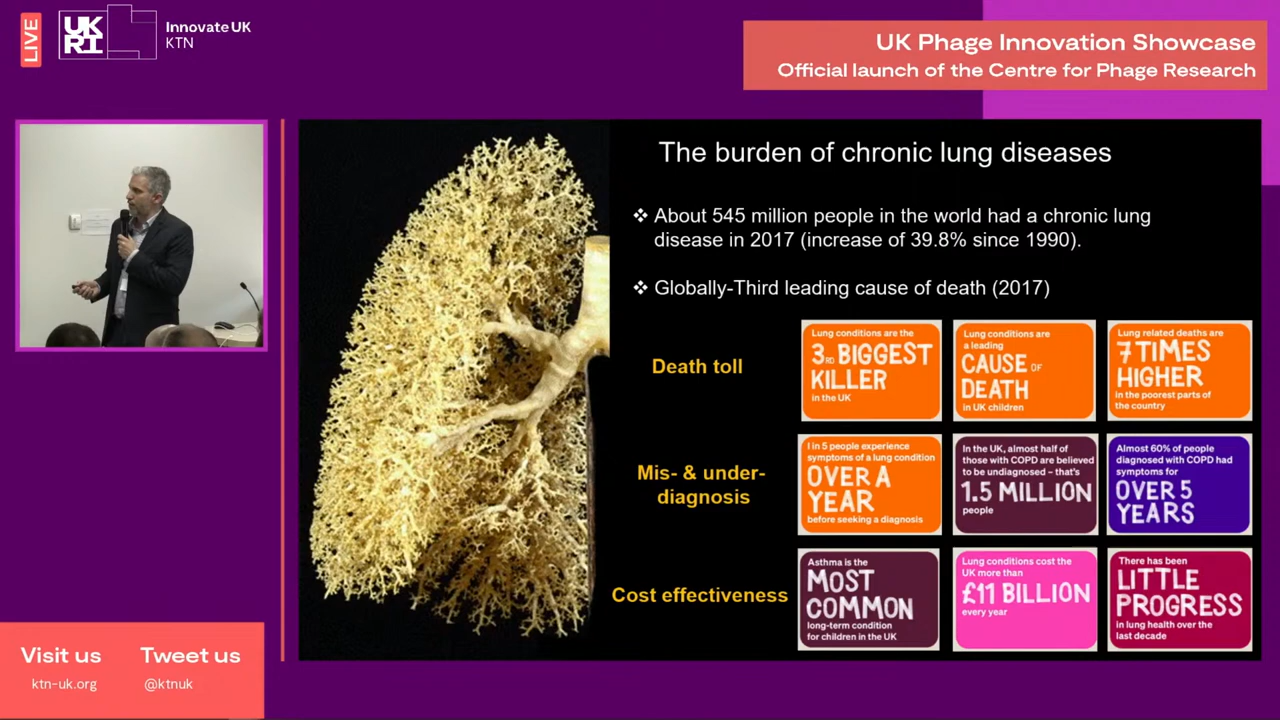 LIVE
UK
RI
Innovate UK
KTN
UK Phage Innovation Showcase
Official launch of the Centre for Phage Research
The burden of chronic lung diseases
❖ About 545 million people in the world had a chronic lung
disease in 2017 (increase of 39.8% since 1990).
❖ Globally-Third leading cause of death (2017)
Death toll
Lung conditions are the
3RD BIGGEST
KILLER
in the UK
Lung conditions are
a leading
CAUSE OF
DEATH
in UK children
Lung related deaths are
7 TIMES
HIGHER
in the poorest parts of
the country
Mis- & under-
diagnosis
1 in 5 people experience
symptoms of a lung condition
OVER A
YEAR
before seeking a diagnosis
In the UK, almost half of
those with COPD are believed
to be undiagnosed – that's
1.5 MILLION
people
Almost 60% of people
diagnosed with COPD had
symptoms for
OVER 5
YEARS
Cost effectiveness
Asthma is the
MOST
COMMON
long-term condition
for children in the UK
Lung conditions cost the
UK more than
£11 BILLION
every year
There has been
LITTLE
PROGRESS
in lung health over the
last decade
Visit us
ktn-uk.org
Tweet us
@ktnuk